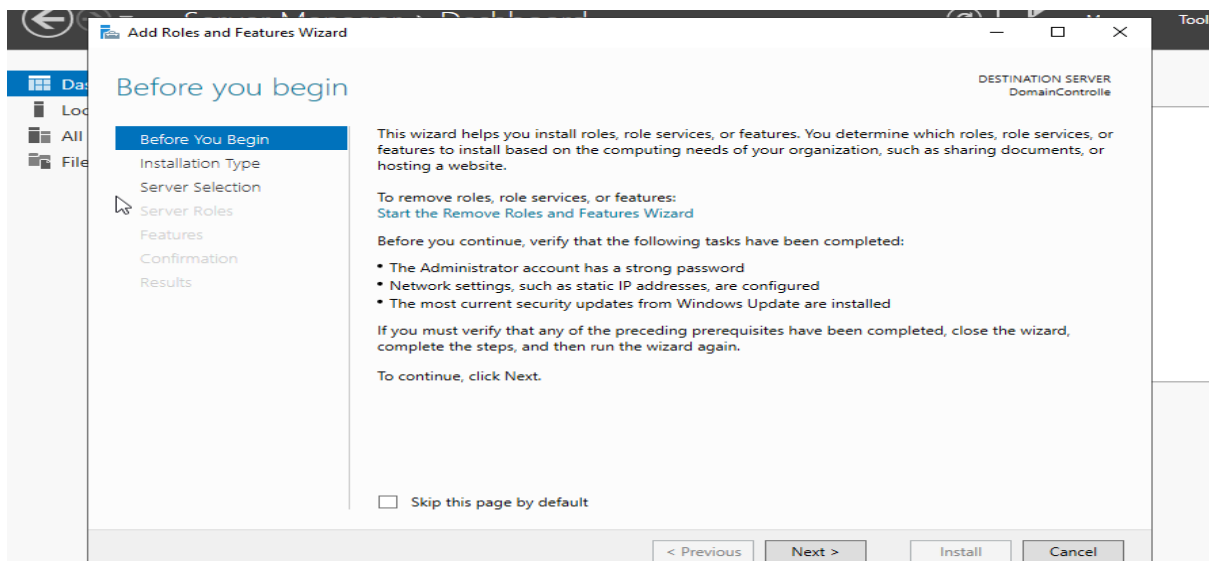 Server Manager Dashboard
Tool
Add Roles and Features Wizard
Before you begin
DESTINATION SERVER
DomainControlle
Das
Loc
All
File
Before You Begin
Installation Type
Server Selection
Server Roles
Features
Confirmation
Results
This wizard helps you install roles, role services, or features. You determine which roles, role services, or
features to install based on the computing needs of your organization, such as sharing documents, or
hosting a website.
To remove roles, role services, or features:
Start the Remove Roles and Features Wizard
Before you continue, verify that the following tasks have been completed:
• The Administrator account has a strong password
• Network settings, such as static IP addresses, are configured
• The most current security updates from Windows Update are installed
If you must verify that any of the preceding prerequisites have been completed, close the wizard,
complete the steps, and then run the wizard again.
To continue, click Next.
Skip this page by default
< Previous
Next >
Install
Cancel